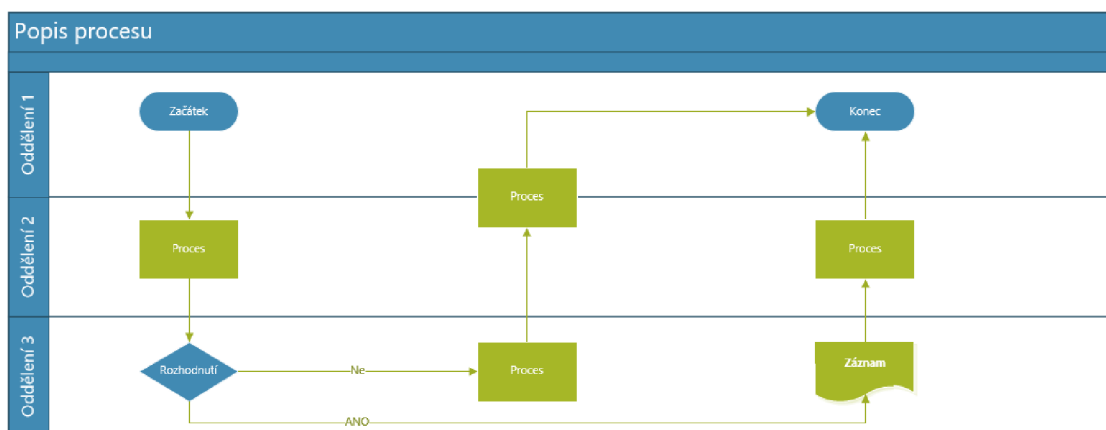 Popis procesu
Oddělení 1
Začátek
Konec
Proces
Oddělení 2
Proces
Proces
Oddělení 3
Rozhodnutí
Ne
Proces
Záznam
ANO